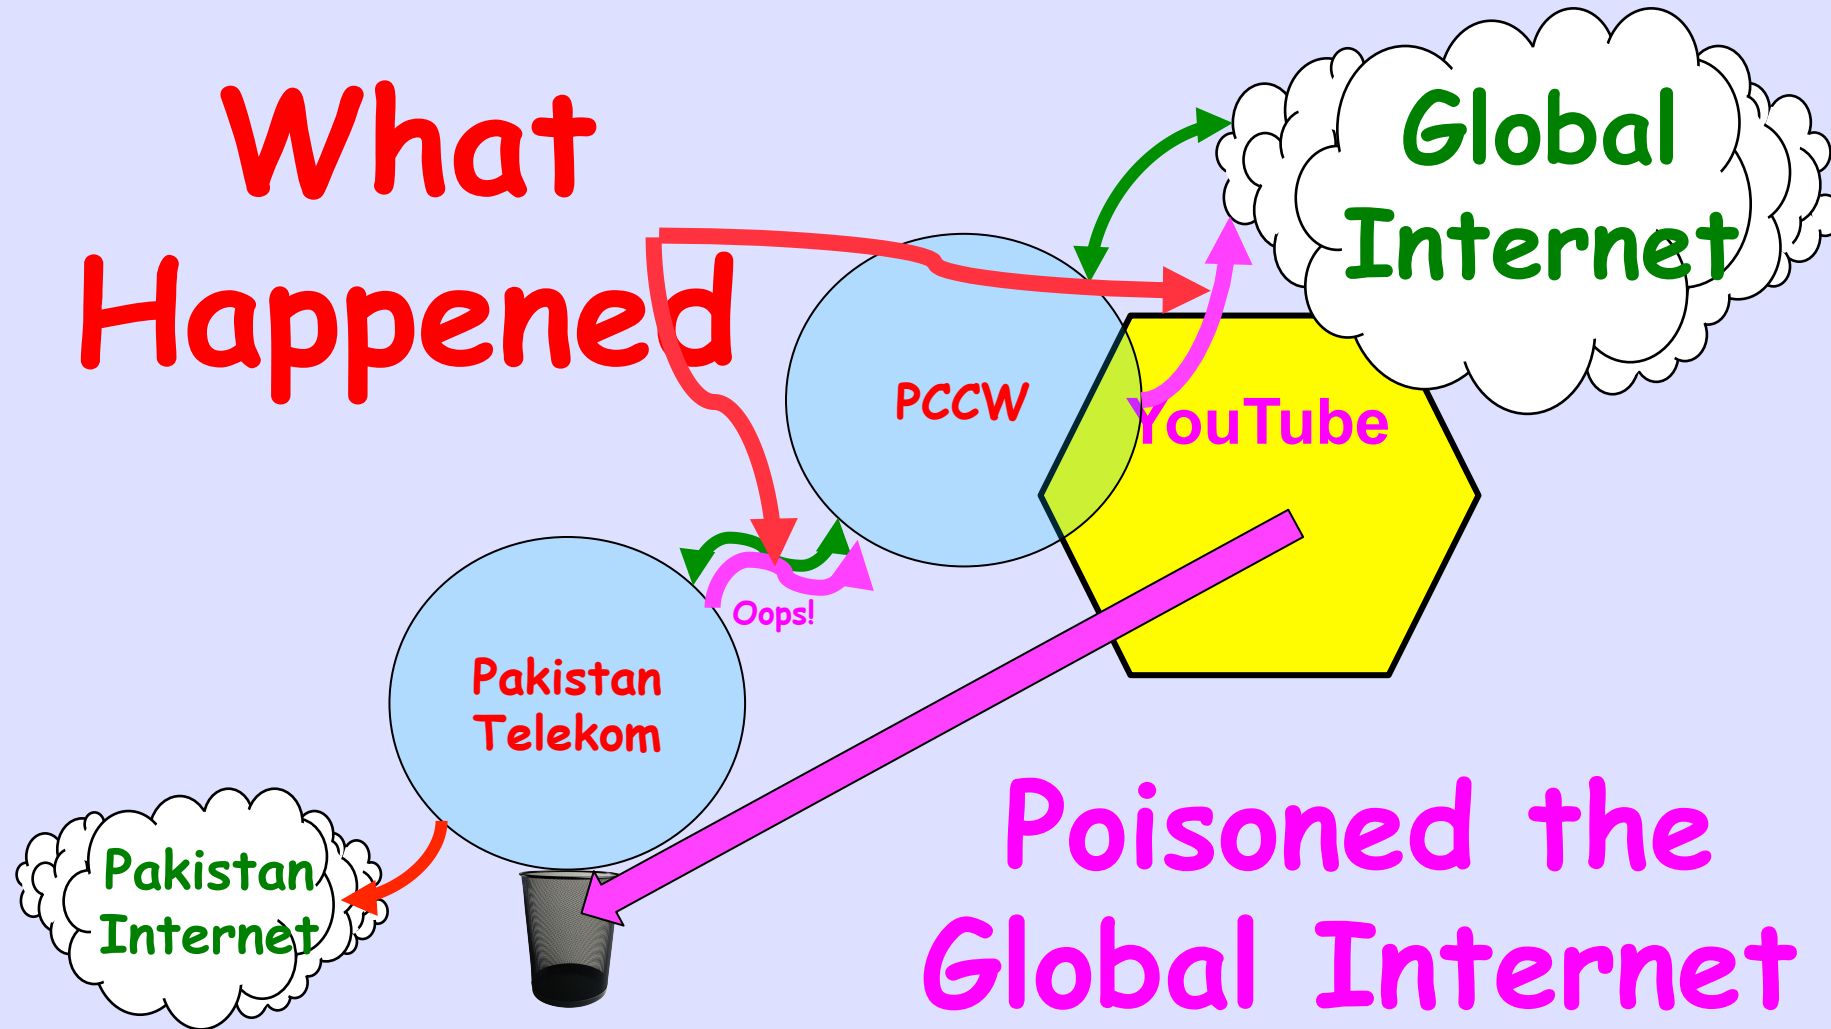 What
Happened
Global
Internet
PCCW
YouTube
Oops!
Pakistan
Telekom
Pakistan
Internet
Poisoned the
Global Internet